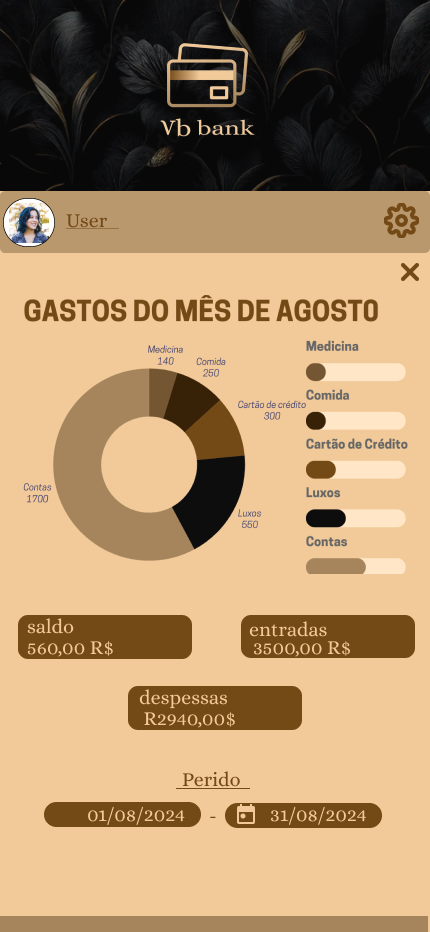 Vb bank
User
GASTOS DO MÊS DE AGOSTO
Medicina
140
Comida
250
Cartão de crédito
300
Luxos
550
Contas
1700
Medicina
Comida
Cartão de Crédito
Luxos
Contas
saldo
560,00 R$
entradas
3500,00 R$
despessas
R2940,00$
Perido
01/08/2024 - 31/08/2024